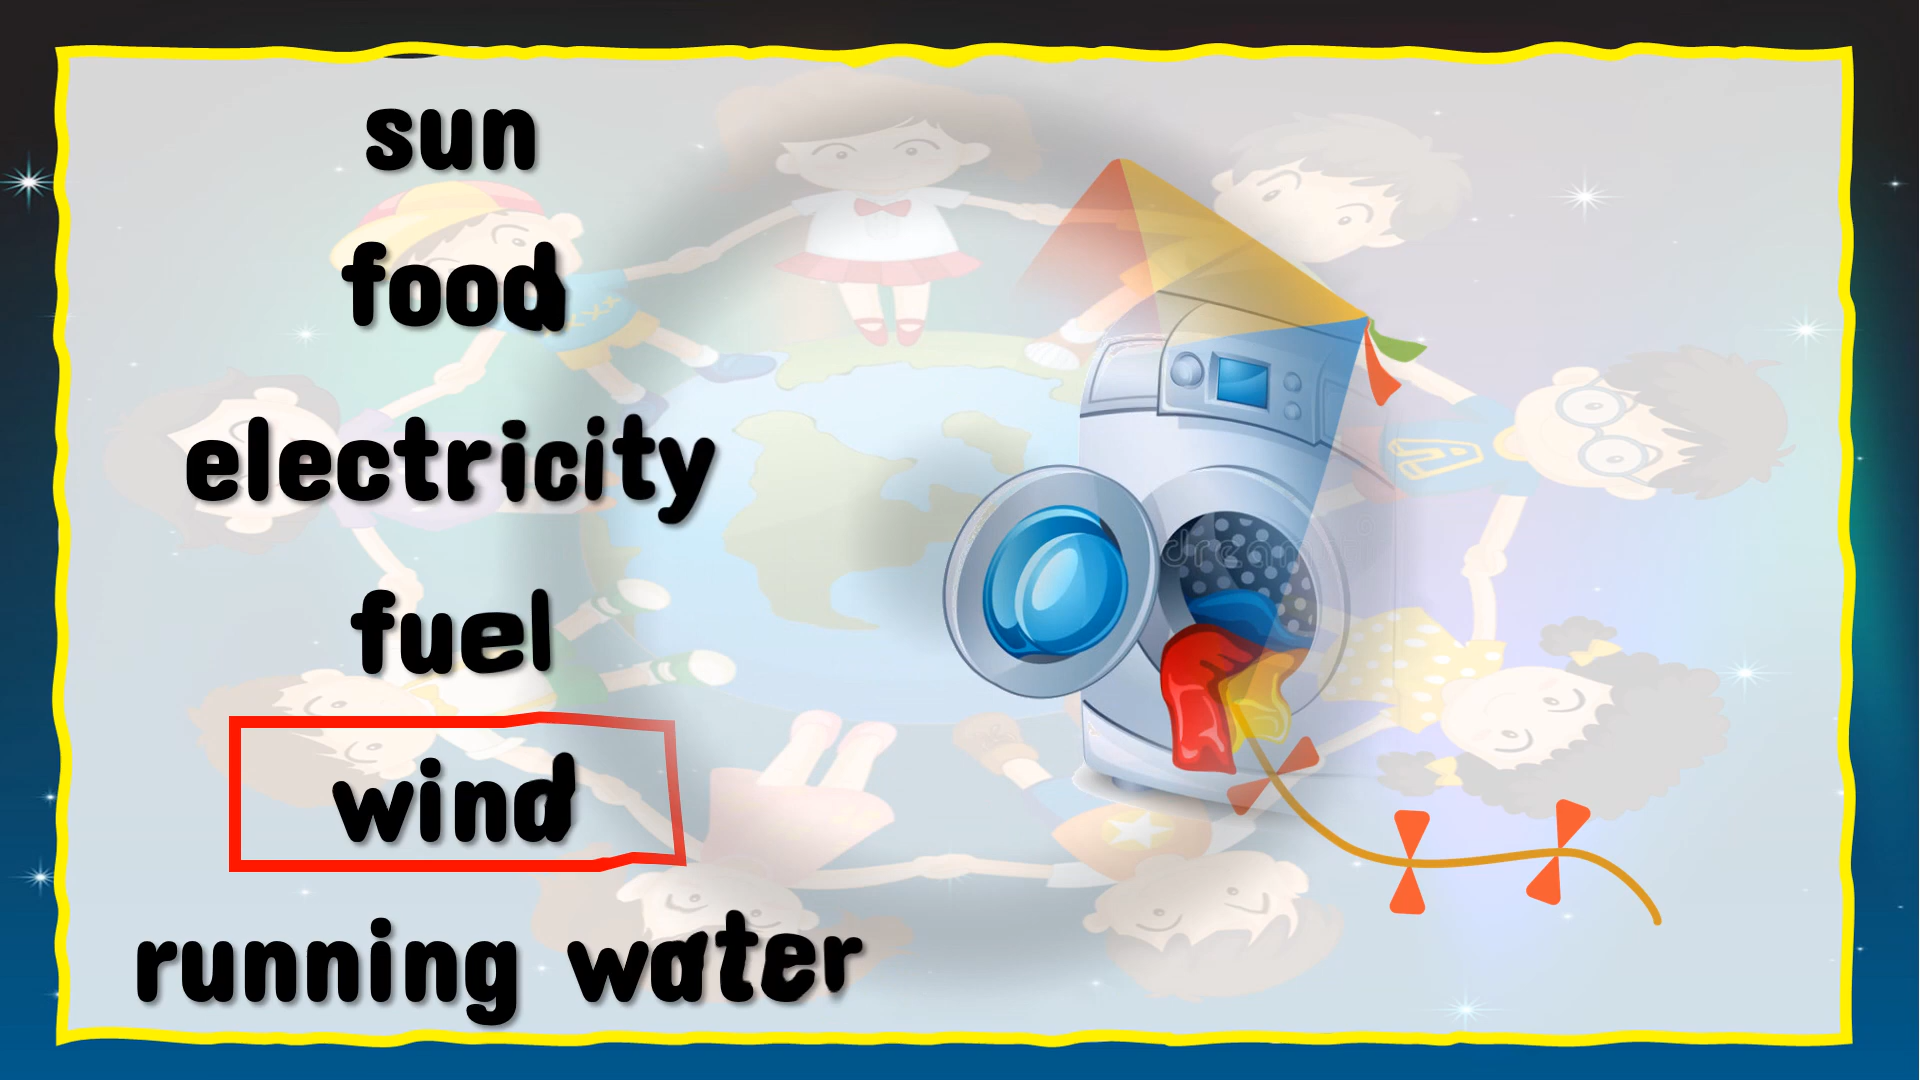 sun
food
electricity
fuel
wind
running water